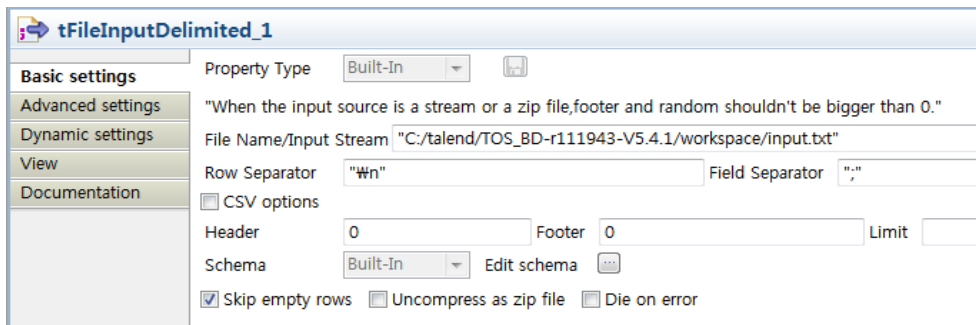 tFileInputDelimited_1
Basic settings
Advanced settings
Dynamic settings
View
Documentation
Property Type Built-In
"When the input source is a stream or a zip file,footer and random shouldn't be bigger than 0."
File Name/Input Stream "C:/talend/TOS_BD-r111943-V5.4.1/workspace/input.txt"
Row Separator "₩n" Field Separator ";"
CSV options
Header 0 Footer 0 Limit
Schema Built-In Edit schema ...
Skip empty rows Uncompress as zip file Die on error